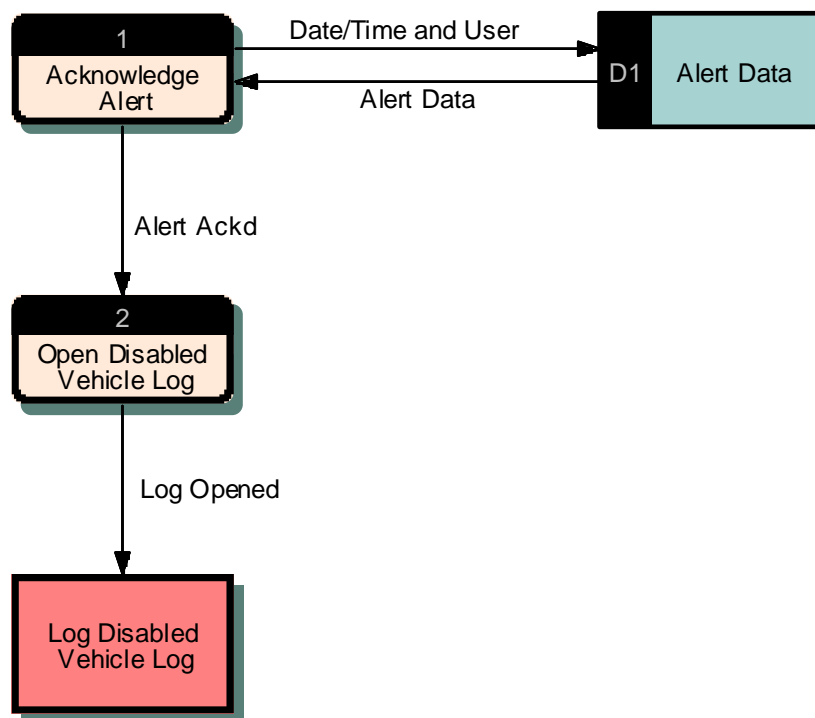 1
Date/Time and User
D1
Alert Data
Acknowledge
Alert
Alert Data
Alert Ackd
2
Open Disabled
Vehicle Log
Log Opened
Log Disabled
Vehicle Log